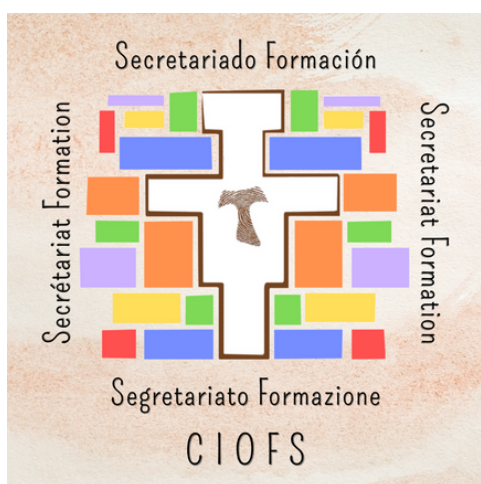 Secretariado Formación
Secrétariat Formation
Secretariat Formation
Segretariato Formazione
CIOFS